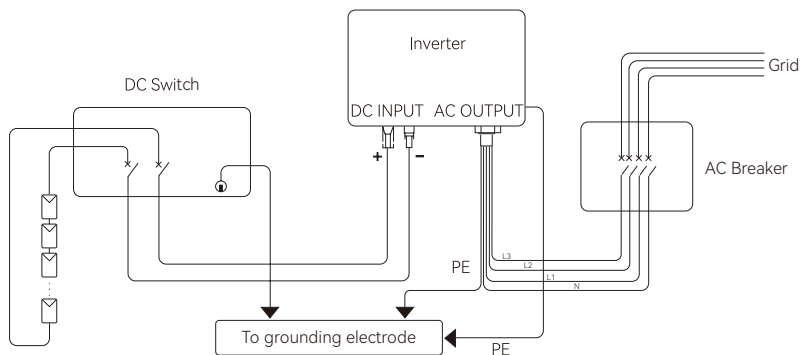 Inverter
Grid
DC Switch
DC INPUT AC OUTPUT
+ -
AC Breaker
L3
PE
L2
L1
N
To grounding electrode
PE